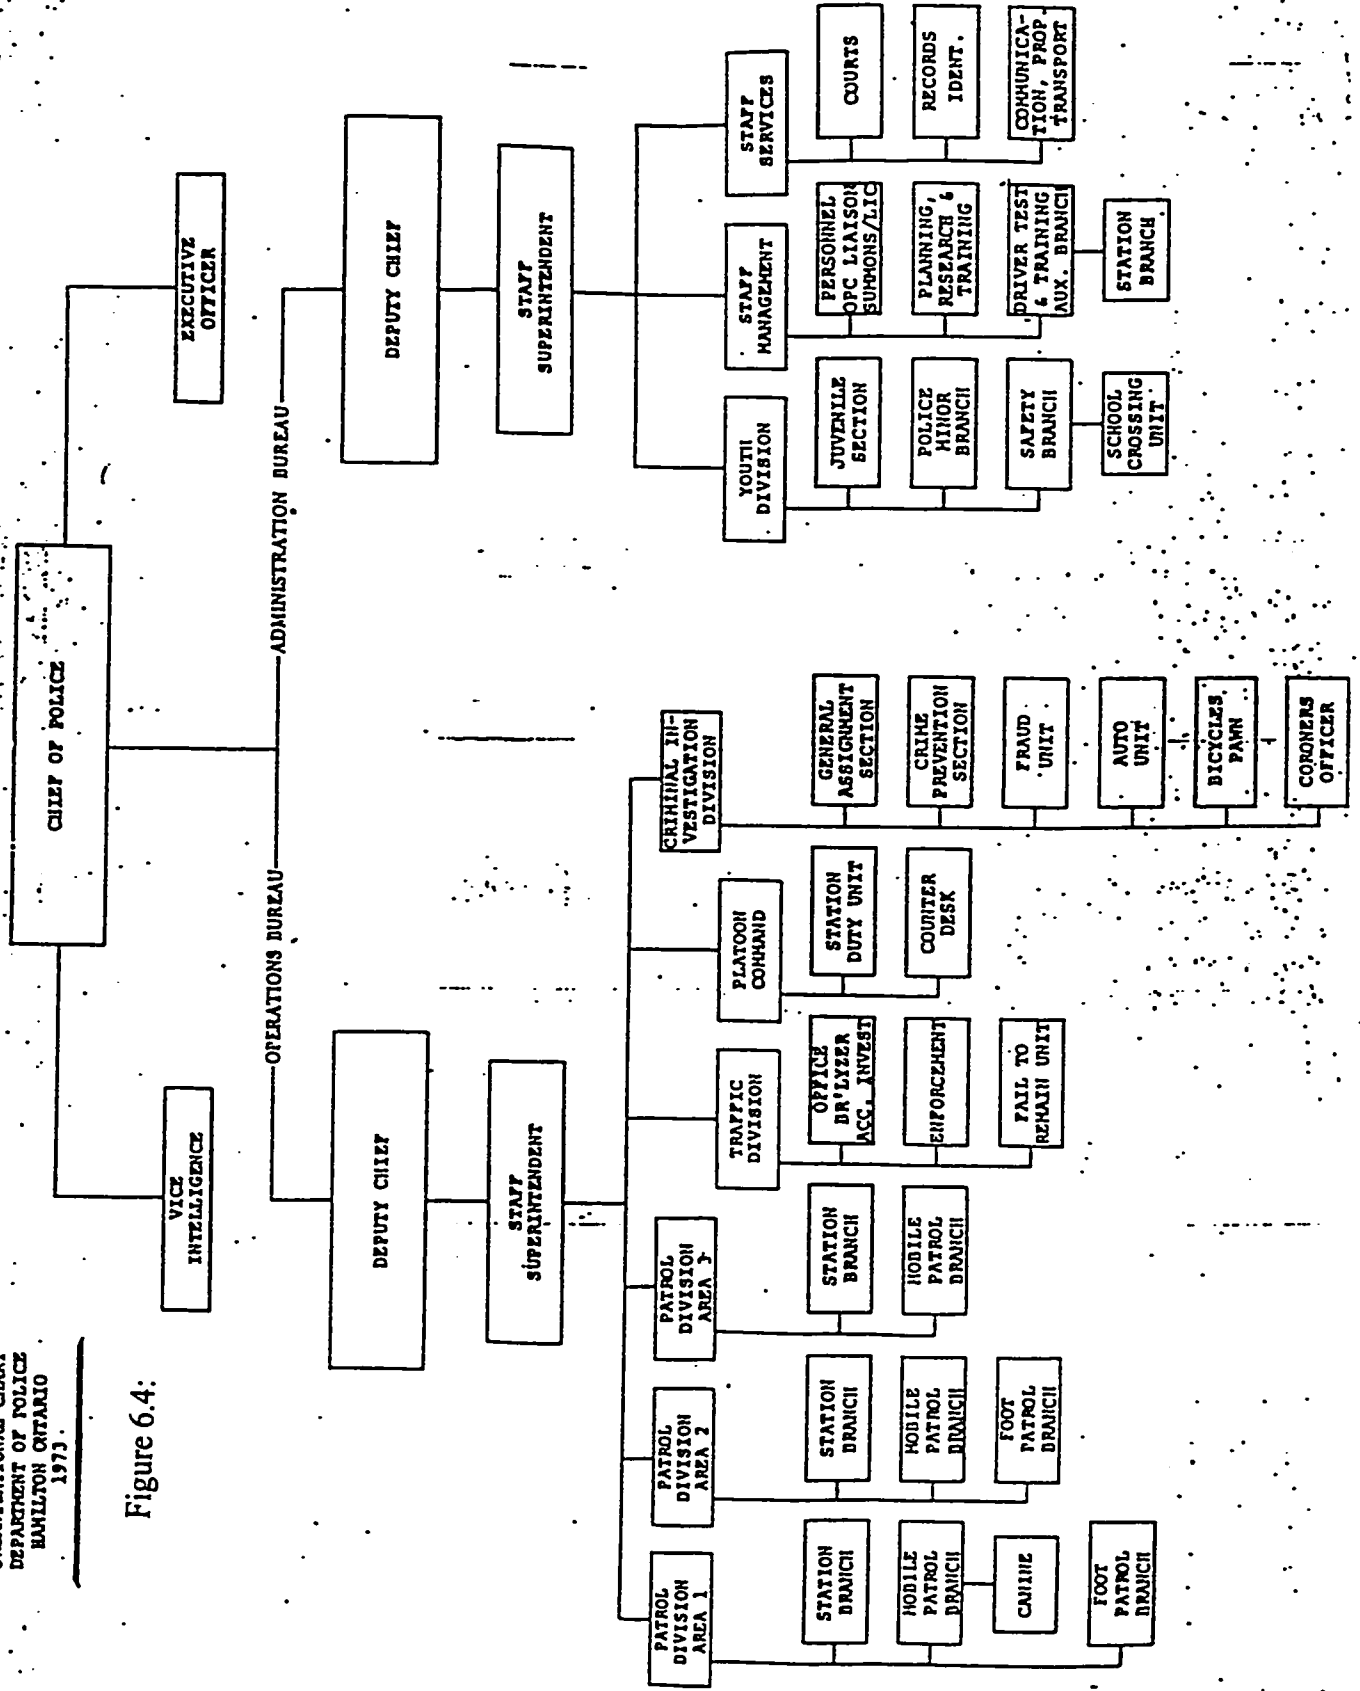 DEPARTMENT OF POLICE
HAMILTON ONTARIO
1973.
Figure 6.4:
CHIEF OF POLICE
VICE
INTELLIGENCE
EXECUTIVE
OFFICER
OPERATIONS BUREAU
ADMINISTRATION BUREAU
DEPUTY CHIEF
STAFF
SUPERINTENDENT
PATROL
DIVISION
AREA 1
STATION
BRANCH
MOBILE
PATROL
BRANCH
CANINE
FOOT
PATROL
BRANCH
PATROL
DIVISION
AREA 2
STATION
BRANCH
MOBILE
PATROL
BRANCH
FOOT
PATROL
BRANCH
PATROL
DIVISION
AREA 3
STATION
BRANCH
MOBILE
PATROL
BRANCH
TRAFFIC
DIVISION
OFFICE
BR'LYZER
ACC. INVEST
ENFORCEMENT
FAIL TO
REMAIN UNIT
PLATOON
COMMAND
STATION
DUTY UNIT
COUNTER
DESK
CRIMINAL IN-
VESTIGATION
DIVISION
GENERAL
ASSIGNMENT
SECTION
CRIME
PREVENTION
SECTION
FRAUD
UNIT
AUTO
UNIT
BICYCLES
PAWN
CORONERS
OFFICER
DEPUTY CHIEF
STAFF
SUPERINTENDENT
YOUTH
DIVISION
JUVENILE
SECTION
POLICE
MINOR
BRANCH
SAFETY
BRANCH
SCHOOL
CROSSING
UNIT
STAFF
MANAGEMENT
PERSONNEL
OPC LIAISON
SUMMONS/LIC
PLANNING,
RESEARCH &
TRAINING
DRIVER TEST
& TRAINING
AUX. BRANCH
STATION
BRANCH
STAFF
SERVICES
COURTS
RECORDS
IDENT.
COMMUNICA-
TION, PROP.
TRANSPORT